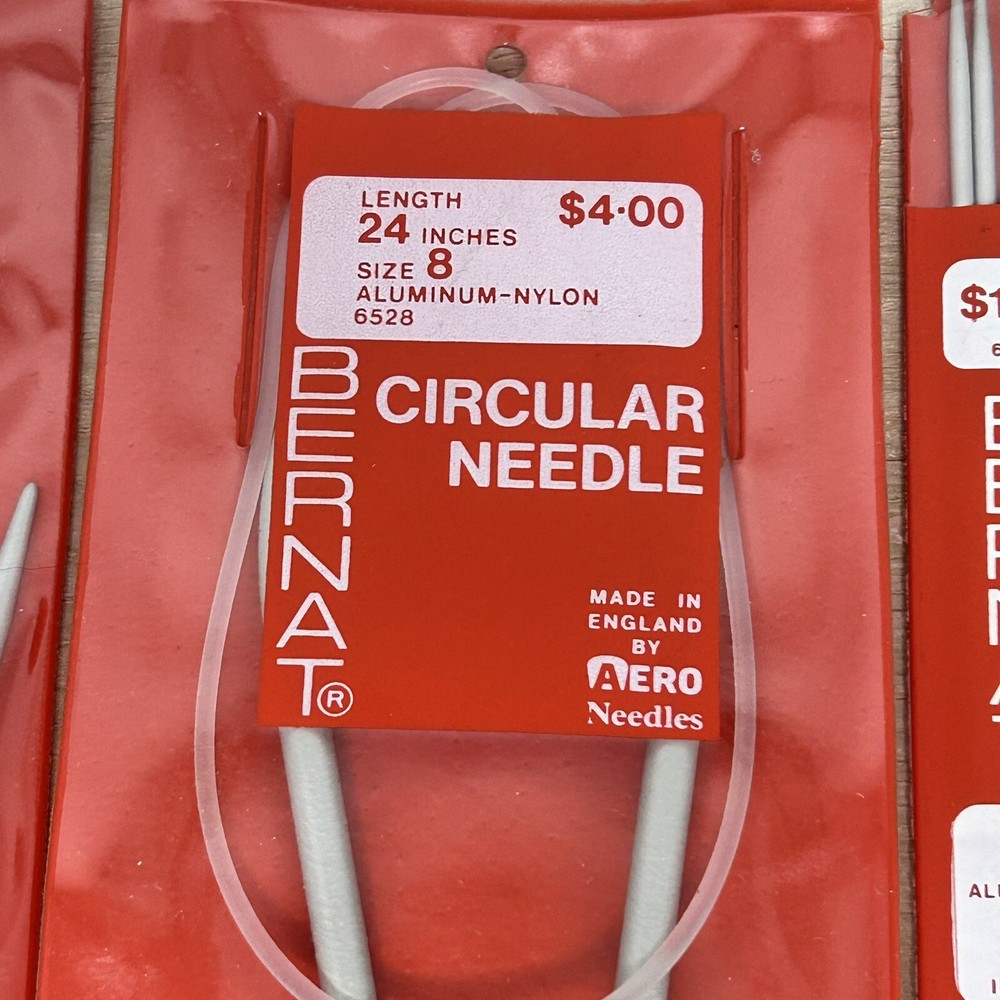 LENGTH
24 INCHES
$4·00
SIZE 8
ALUMINUM-NYLON
6528
BERNAT®
CIRCULAR
NEEDLE
MADE IN
ENGLAND
BY
AERO
Needles
$1
6